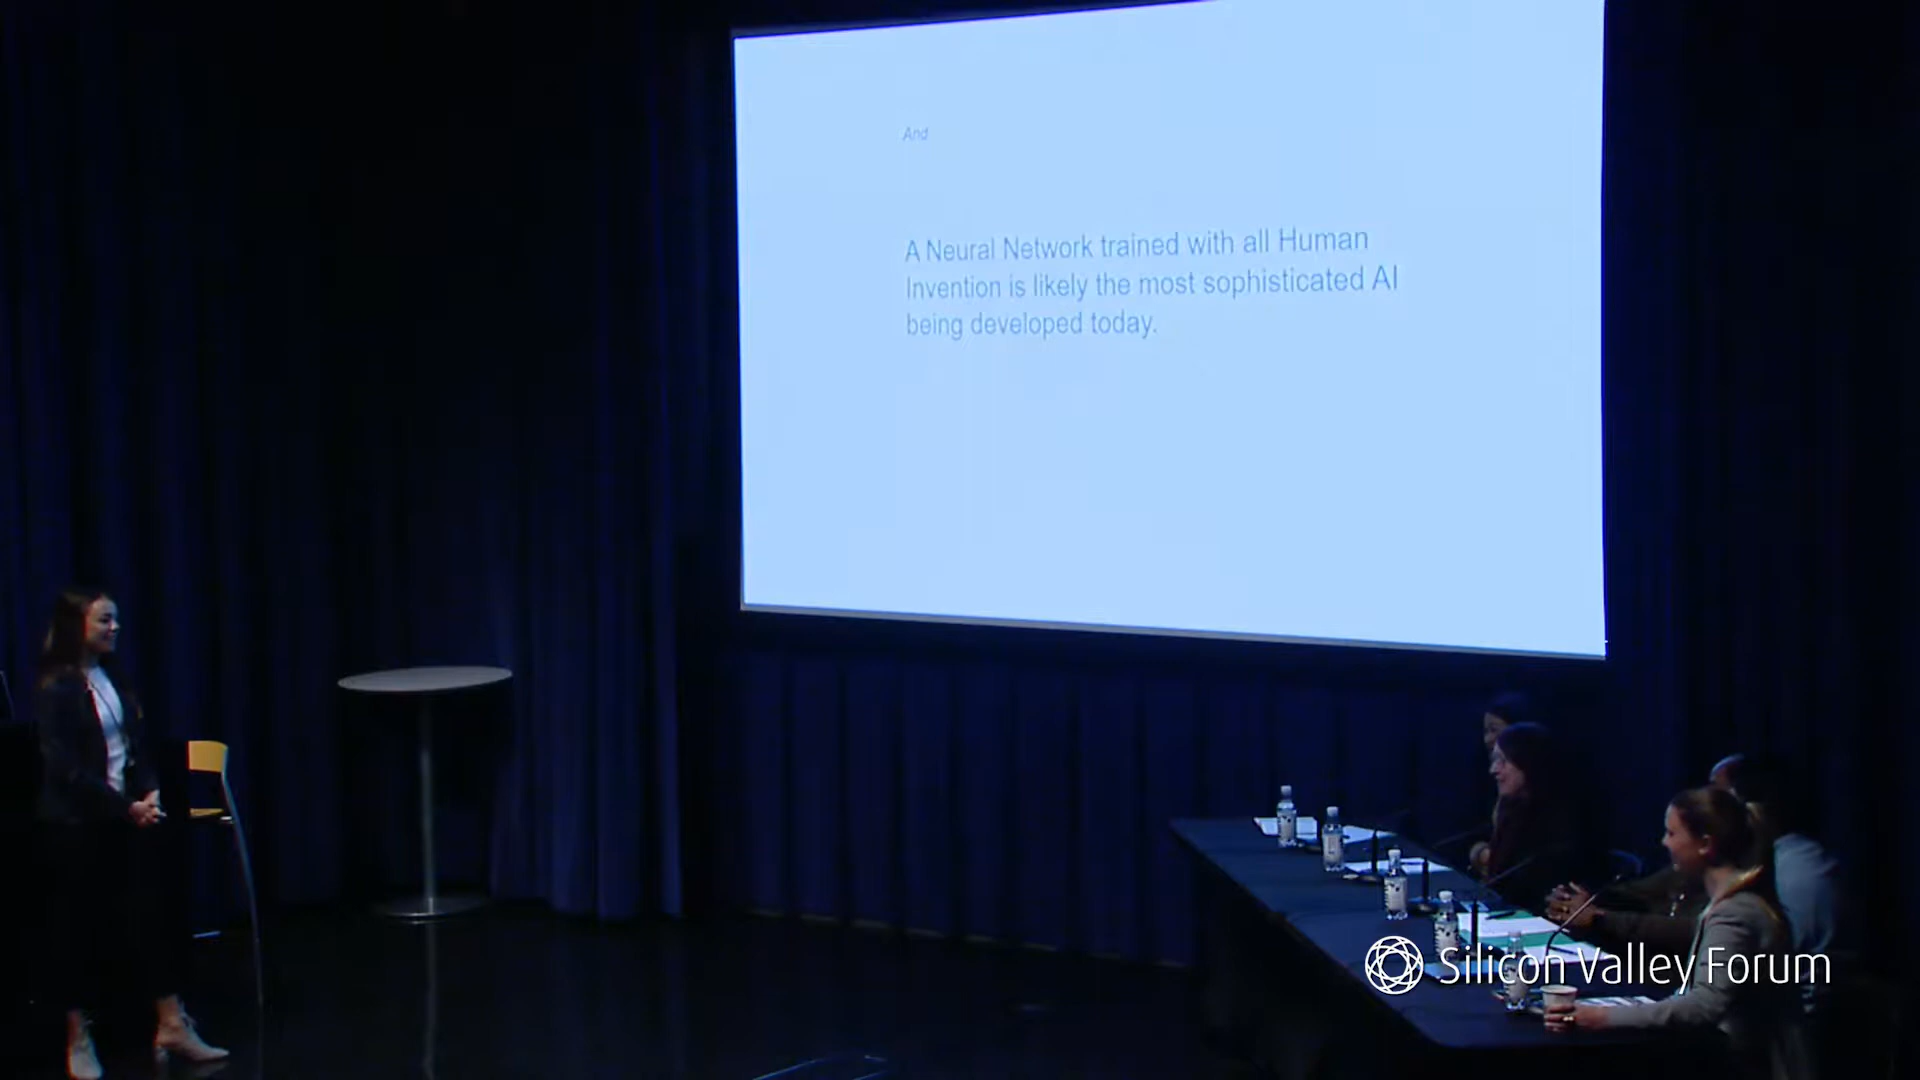 And
A Neural Network trained with all Human
Invention is likely the most sophisticated AI
being developed today.
Silicon Valley Forum